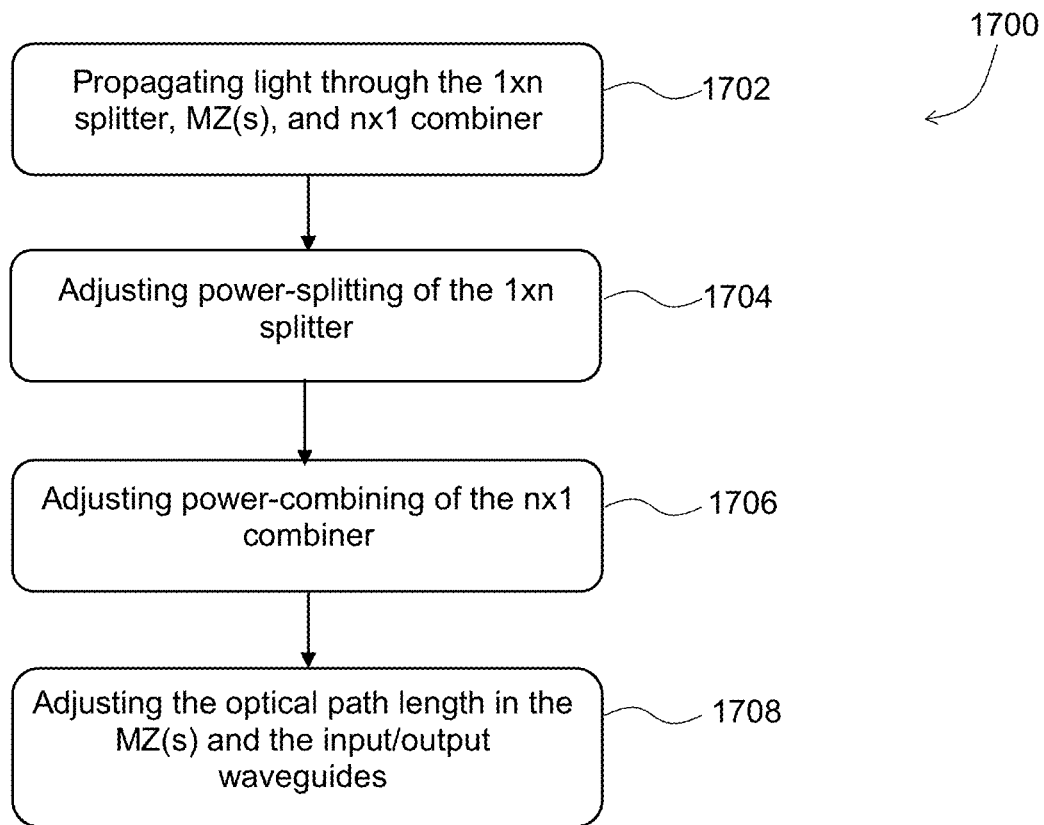 1700
Propagating light through the 1xn
splitter, MZ(s), and nx1 combiner
1702
Adjusting power-splitting of the 1xn
splitter
1704
Adjusting power-combining of the nx1
combiner
1706
Adjusting the optical path length in the
MZ(s) and the input/output
waveguides
1708